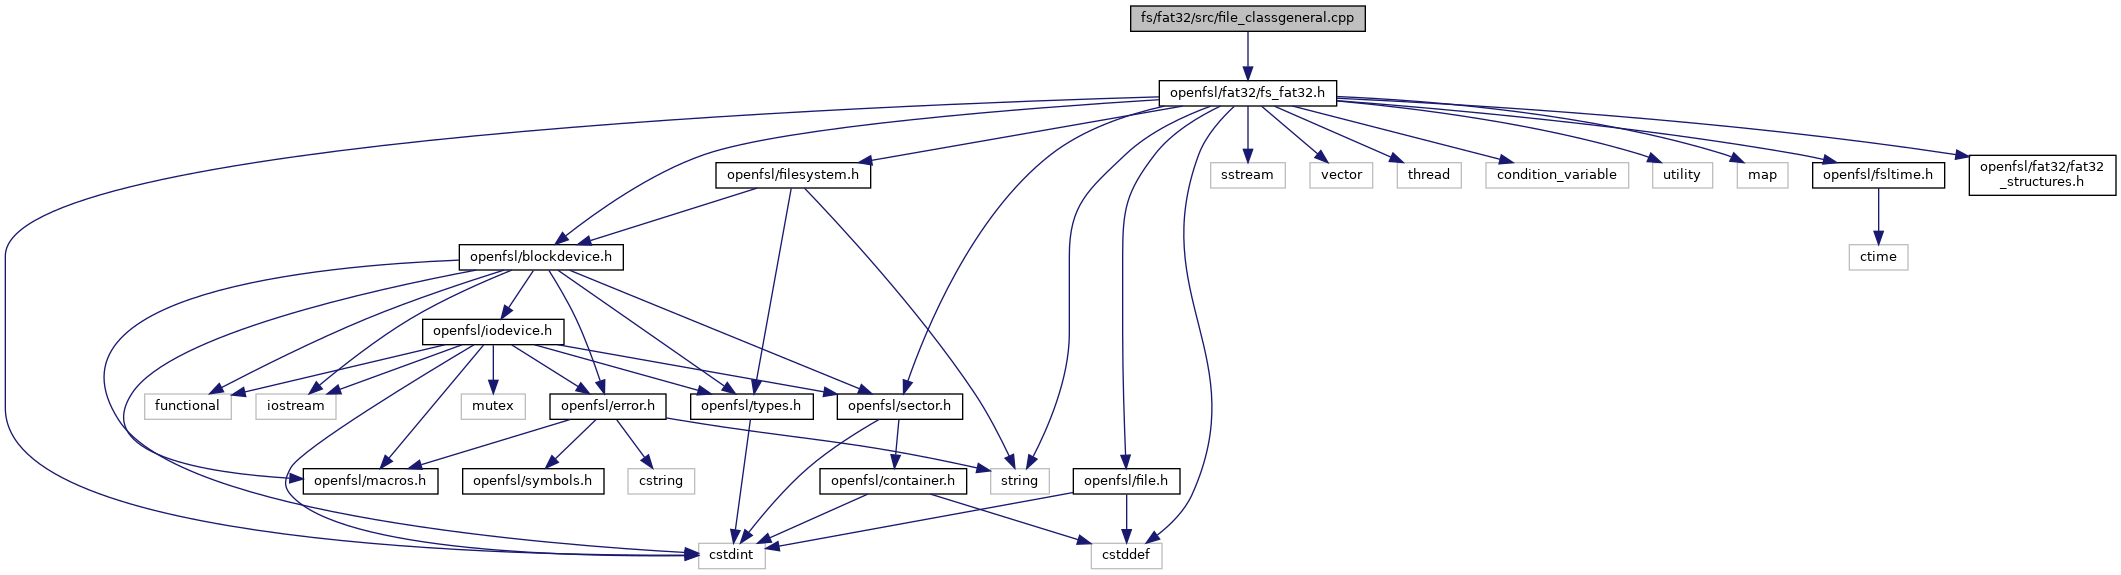 fs/fat32/src/file_classgeneral.cpp
openfsl/fat32/fs_fat32.h
openfsl/filesystem.h
sstream
vector
thread
condition_variable
utility
map
openfsl/fsltime.h
openfsl/fat32/fat32
_structures.h
openfsl/blockdevice.h
ctime
openfsl/iodevice.h
functional
iostream
mutex
openfsl/error.h
openfsl/types.h
openfsl/sector.h
openfsl/macros.h
openfsl/symbols.h
cstring
openfsl/container.h
string
openfsl/file.h
cstdint
cstddef